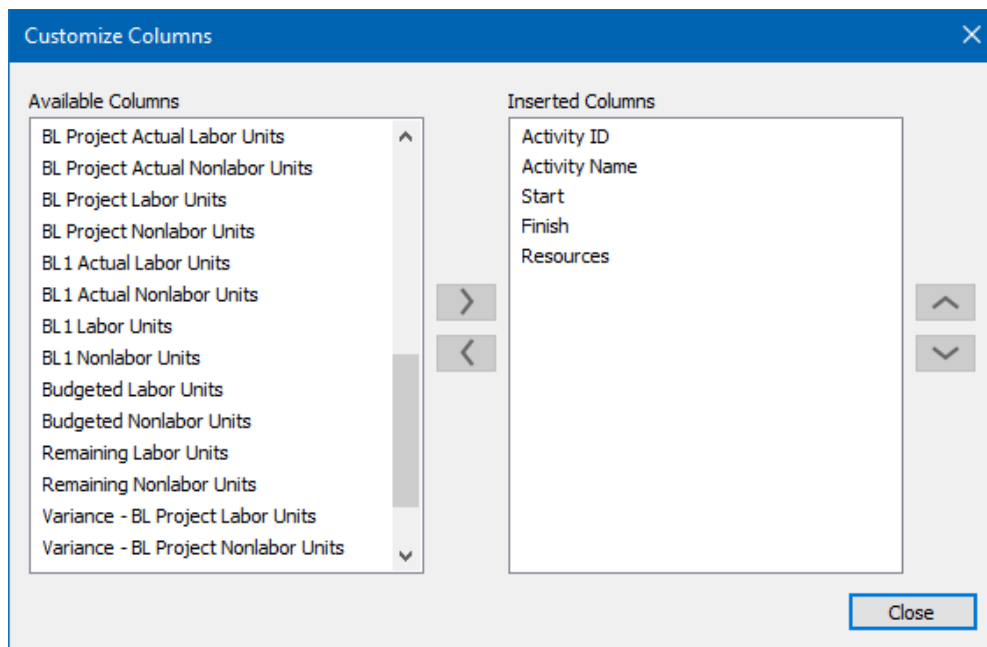 Customize Columns
Available Columns
BL Project Actual Labor Units
BL Project Actual Nonlabor Units
BL Project Labor Units
BL Project Nonlabor Units
BL1 Actual Labor Units
BL1 Actual Nonlabor Units
BL1 Labor Units
BL1 Nonlabor Units
Budgeted Labor Units
Budgeted Nonlabor Units
Remaining Labor Units
Remaining Nonlabor Units
Variance - BL Project Labor Units
Variance - BL Project Nonlabor Units
Inserted Columns
Activity ID
Activity Name
Start
Finish
Resources
Close